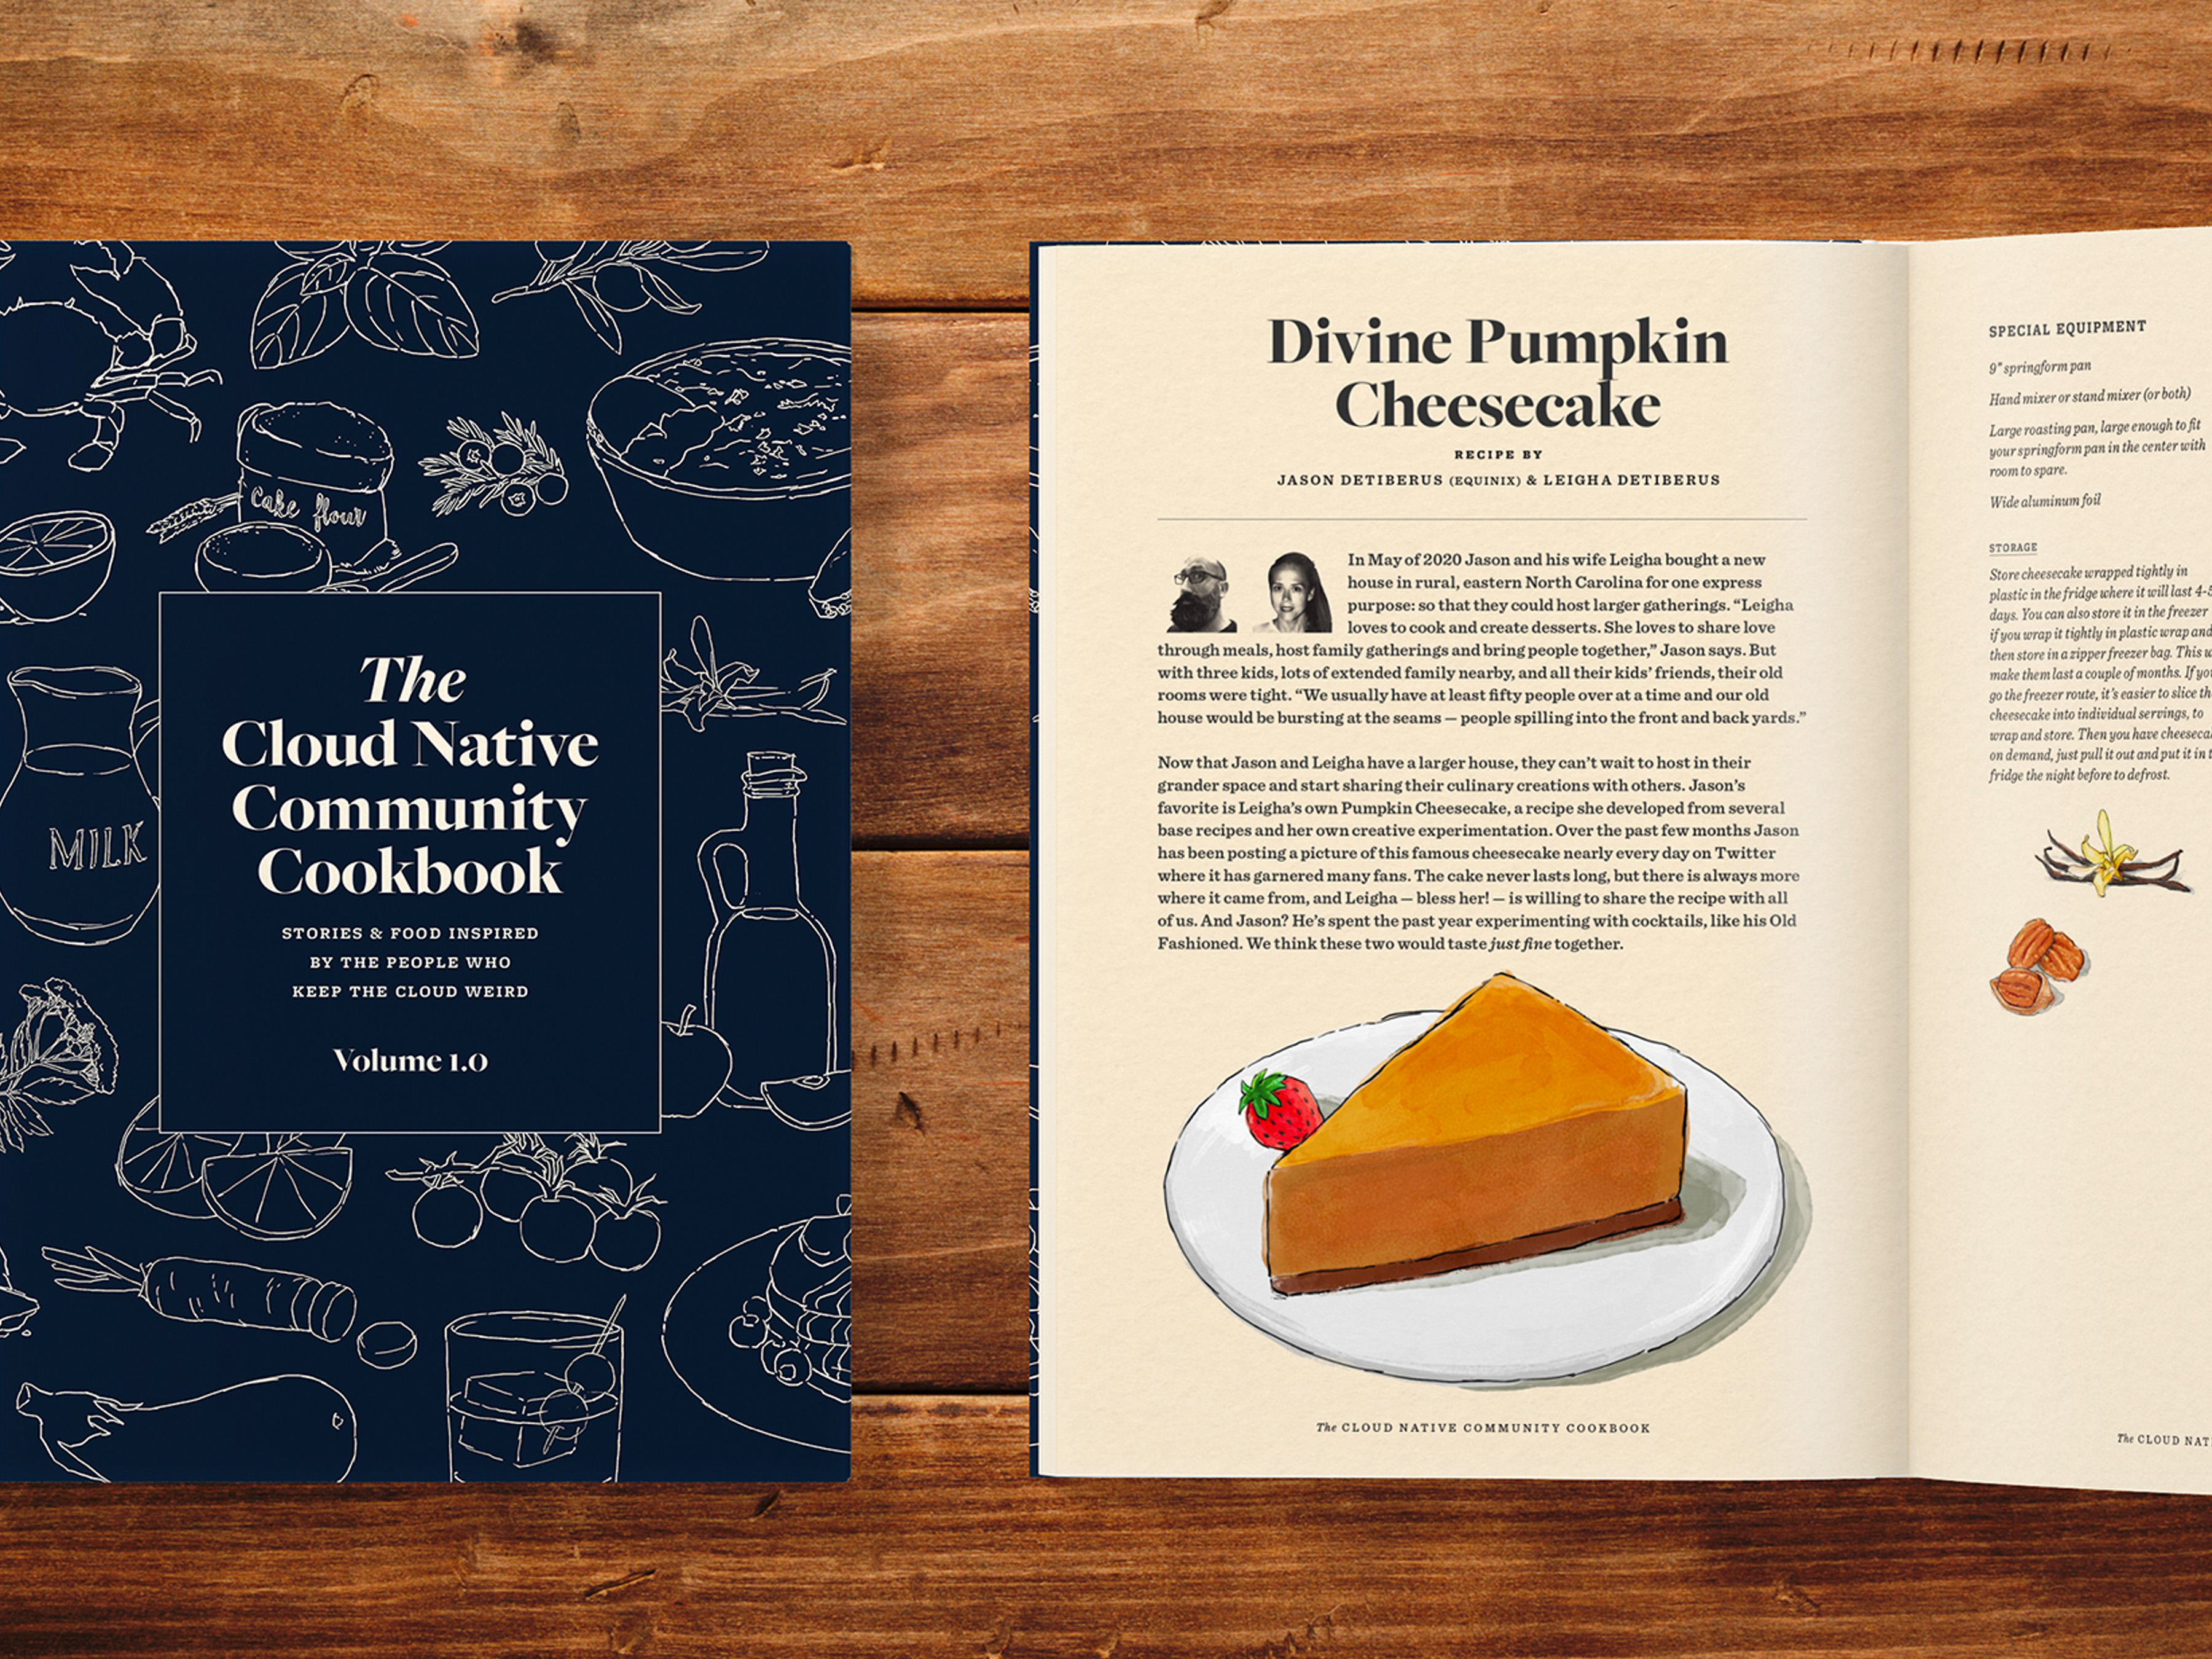 Cake flour
MILK
The
Cloud Native
Community
Cookbook
STORIES & FOOD INSPIRED
BY THE PEOPLE WHO
KEEP THE CLOUD WEIRD
Volume 1.0
Divine Pumpkin
Cheesecake
RECIPE BY
JASON DETIBERUS (EQUINIX) & LEIGHA DETIBERUS
In May of 2020 Jason and his wife Leigha bought a new
house in rural, eastern North Carolina for one express
purpose: so that they could host larger gatherings. “Leigha
loves to cook and create desserts. She loves to share love
through meals, host family gatherings and bring people together,” Jason says. But
with three kids, lots of extended family nearby, and all their kids’ friends, their old
rooms were tight. “We usually have at least fifty people over at a time and our old
house would be bursting at the seams — people spilling into the front and back yards.”
Now that Jason and Leigha have a larger house, they can’t wait to host in their
grander space and start sharing their culinary creations with others. Jason’s
favorite is Leigha’s own Pumpkin Cheesecake, a recipe she developed from several
base recipes and her own creative experimentation. Over the past few months Jason
has been posting a picture of this famous cheesecake nearly every day on Twitter
where it has garnered many fans. The cake never lasts long, but there is always more
where it came from, and Leigha — bless her! — is willing to share the recipe with all
of us. And Jason? He’s spent the past year experimenting with cocktails, like his Old
Fashioned. We think these two would taste just fine together.
The CLOUD NATIVE COMMUNITY COOKBOOK
SPECIAL EQUIPMENT
9" springform pan
Hand mixer or stand mixer (or both)
Large roasting pan, large enough to fit
your springform pan in the center with
room to spare.
Wide aluminum foil
STORAGE
Store cheesecake wrapped tightly in
plastic in the fridge where it will last 4-5
days. You can also store it in the freezer
if you wrap it tightly in plastic wrap and
then store in a zipper freezer bag. This
make them last a couple of months. If
go the freezer route, it’s easier to slice
cheesecake into individual servings, to
wrap and store. Then you have
on demand, just pull it out and put it in
fridge the night before to defrost.
The CLOUD